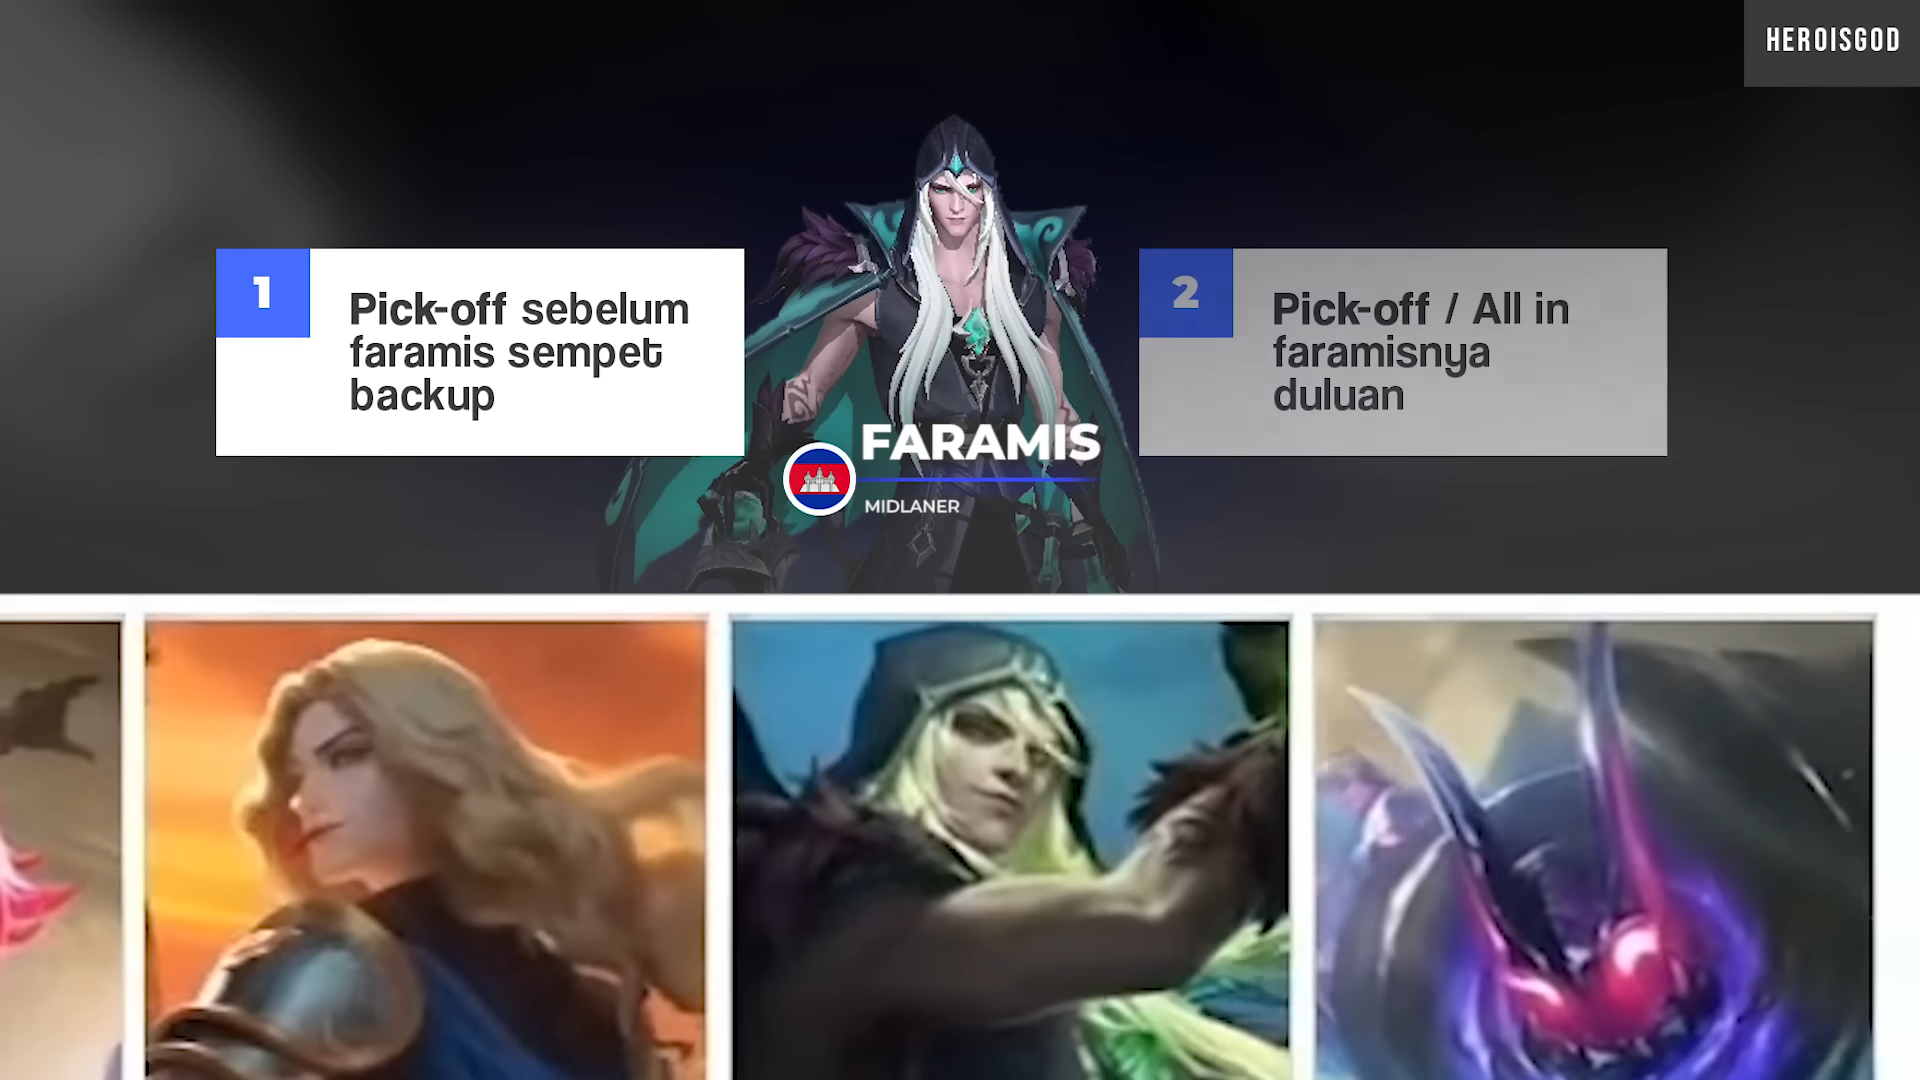 HEROISGOD
1
Pick-off sebelum
faramis sempet
backup
2
Pick-off / All in
faramisnya
duluan
FARAMIS
MIDLANER